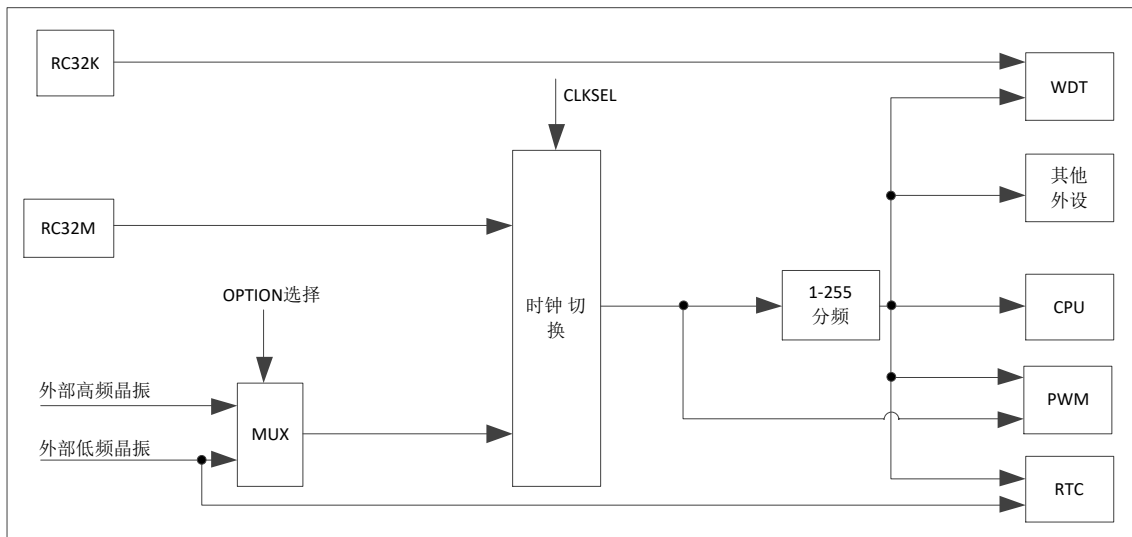 RC32K
WDT
CLKSEL
其他
外设
RC32M
OPTION选择
时钟 切
换
1-255
分频
CPU
外部高频晶振
MUX
PWM
外部低频晶振
RTC